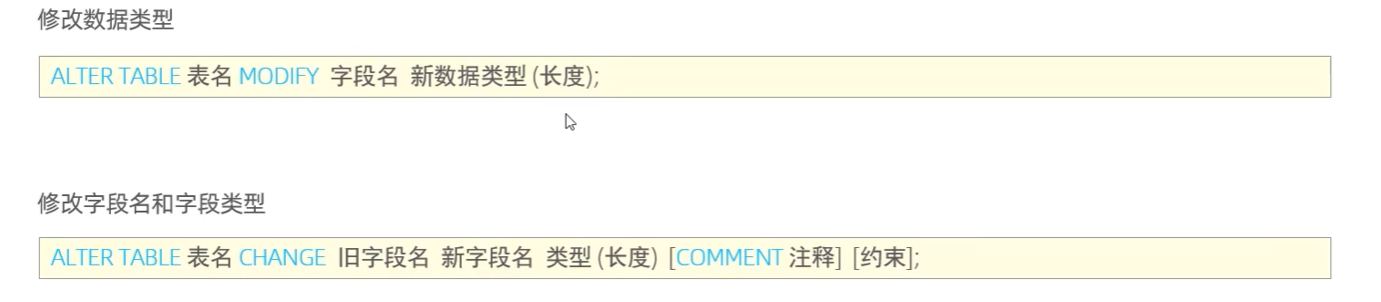 修改数据类型
ALTER TABLE 表名 MODIFY 字段名 新数据类型 (长度);
修改字段名和字段类型
ALTER TABLE 表名 CHANGE 旧字段名 新字段名 类型 (长度) [COMMENT 注释] [约束];